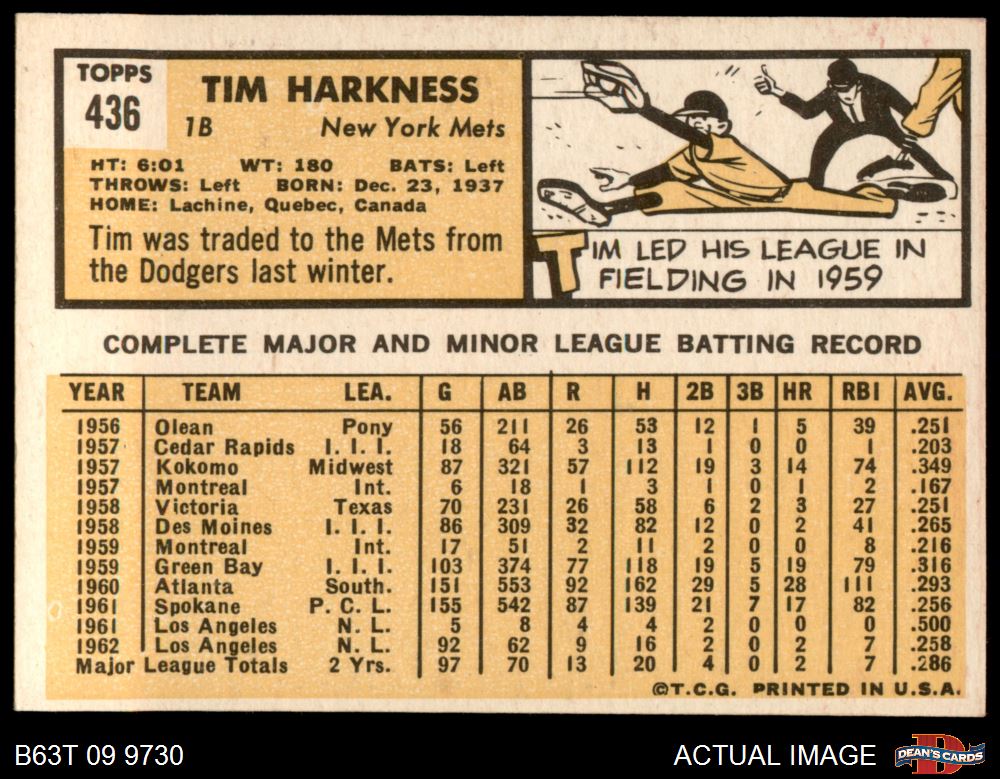 TOPPS
436
TIM HARKNESS
1B New York Mets
HT: 6:01 WT: 180 BATS: Left
THROWS: Left BORN: Dec. 23, 1937
HOME: Lachine, Quebec, Canada
Tim was traded to the Mets from
the Dodgers last winter.
TIM LED HIS LEAGUE IN
FIELDING IN 1959
COMPLETE MAJOR AND MINOR LEAGUE BATTING RECORD
YEAR TEAM LEA. G AB R H 2B 3B HR RBI AVG.
1956 Olean Pony 56 211 26 53 12 1 5 39 .251
1957 Cedar Rapids I. I. I. 18 64 3 13 1 0 0 1 .203
1957 Kokomo Midwest 87 321 57 112 19 3 14 74 .349
1957 Montreal Int. 6 18 1 3 1 0 1 2 .167
1958 Victoria Texas 70 231 26 58 6 2 3 27 .251
1958 Des Moines I. I. I. 86 309 32 82 12 0 2 41 .265
1959 Montreal Int. 17 51 2 11 2 0 0 8 .216
1959 Green Bay I. I. I. 103 374 77 118 19 5 19 79 .316
1960 Atlanta South. 151 553 92 162 29 5 28 111 .293
1961 Spokane P. C. L. 155 542 87 139 21 7 17 82 .256
1961 Los Angeles N. L. 5 8 4 4 2 0 0 0 .500
1962 Los Angeles N. L. 92 62 9 16 2 0 2 7 .258
Major League Totals 2 Yrs. 97 70 13 20 4 0 2 7 .286
©T.C.G. PRINTED IN U.S.A.
B63T 09 9730 ACTUAL IMAGE DEAN'S CARDS